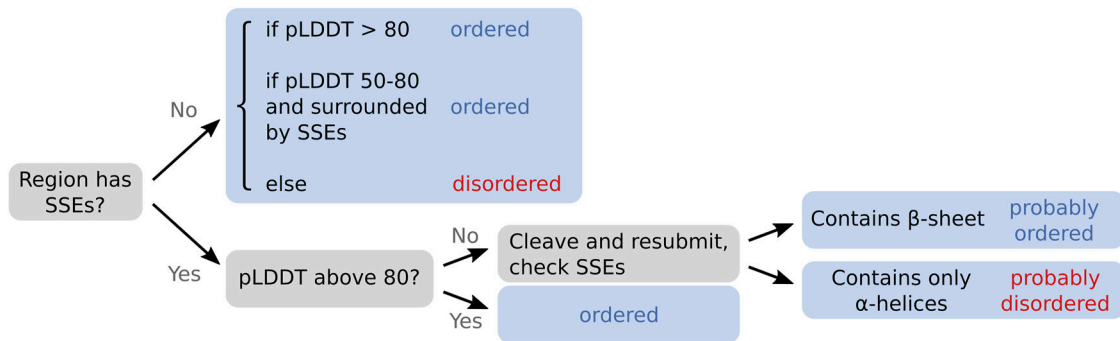 if pLDDT > 80 ordered
if pLDDT 50-80
and surrounded ordered
by SSEs
else disordered
No
Region has
SSEs?
Yes
pLDDT above 80?
No
Cleave and resubmit,
check SSEs
Yes
ordered
Contains β-sheet probably
ordered
Contains only probably
α-helices disordered